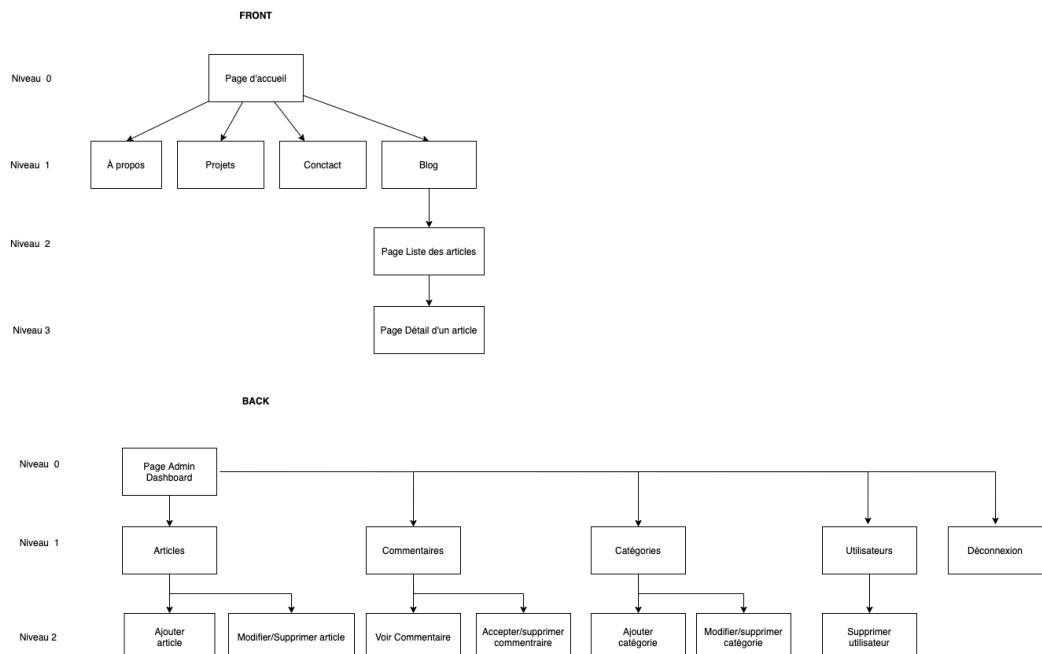 FRONT
Niveau 0
Page d'accueil
Niveau 1
À propos
Projets
Conctact
Blog
Niveau 2
Page Liste des articles
Niveau 3
Page Détail d'un article
BACK
Niveau 0
Page Admin
Dashboard
Niveau 1
Articles
Commentaires
Catégories
Utilisateurs
Déconnexion
Niveau 2
Ajouter
article
Modifier/Supprimer article
Voir Commentaire
Accepter/supprimer
commentraire
Ajouter
catégorie
Modifier/supprimer
catégorie
Supprimer
utilisateur